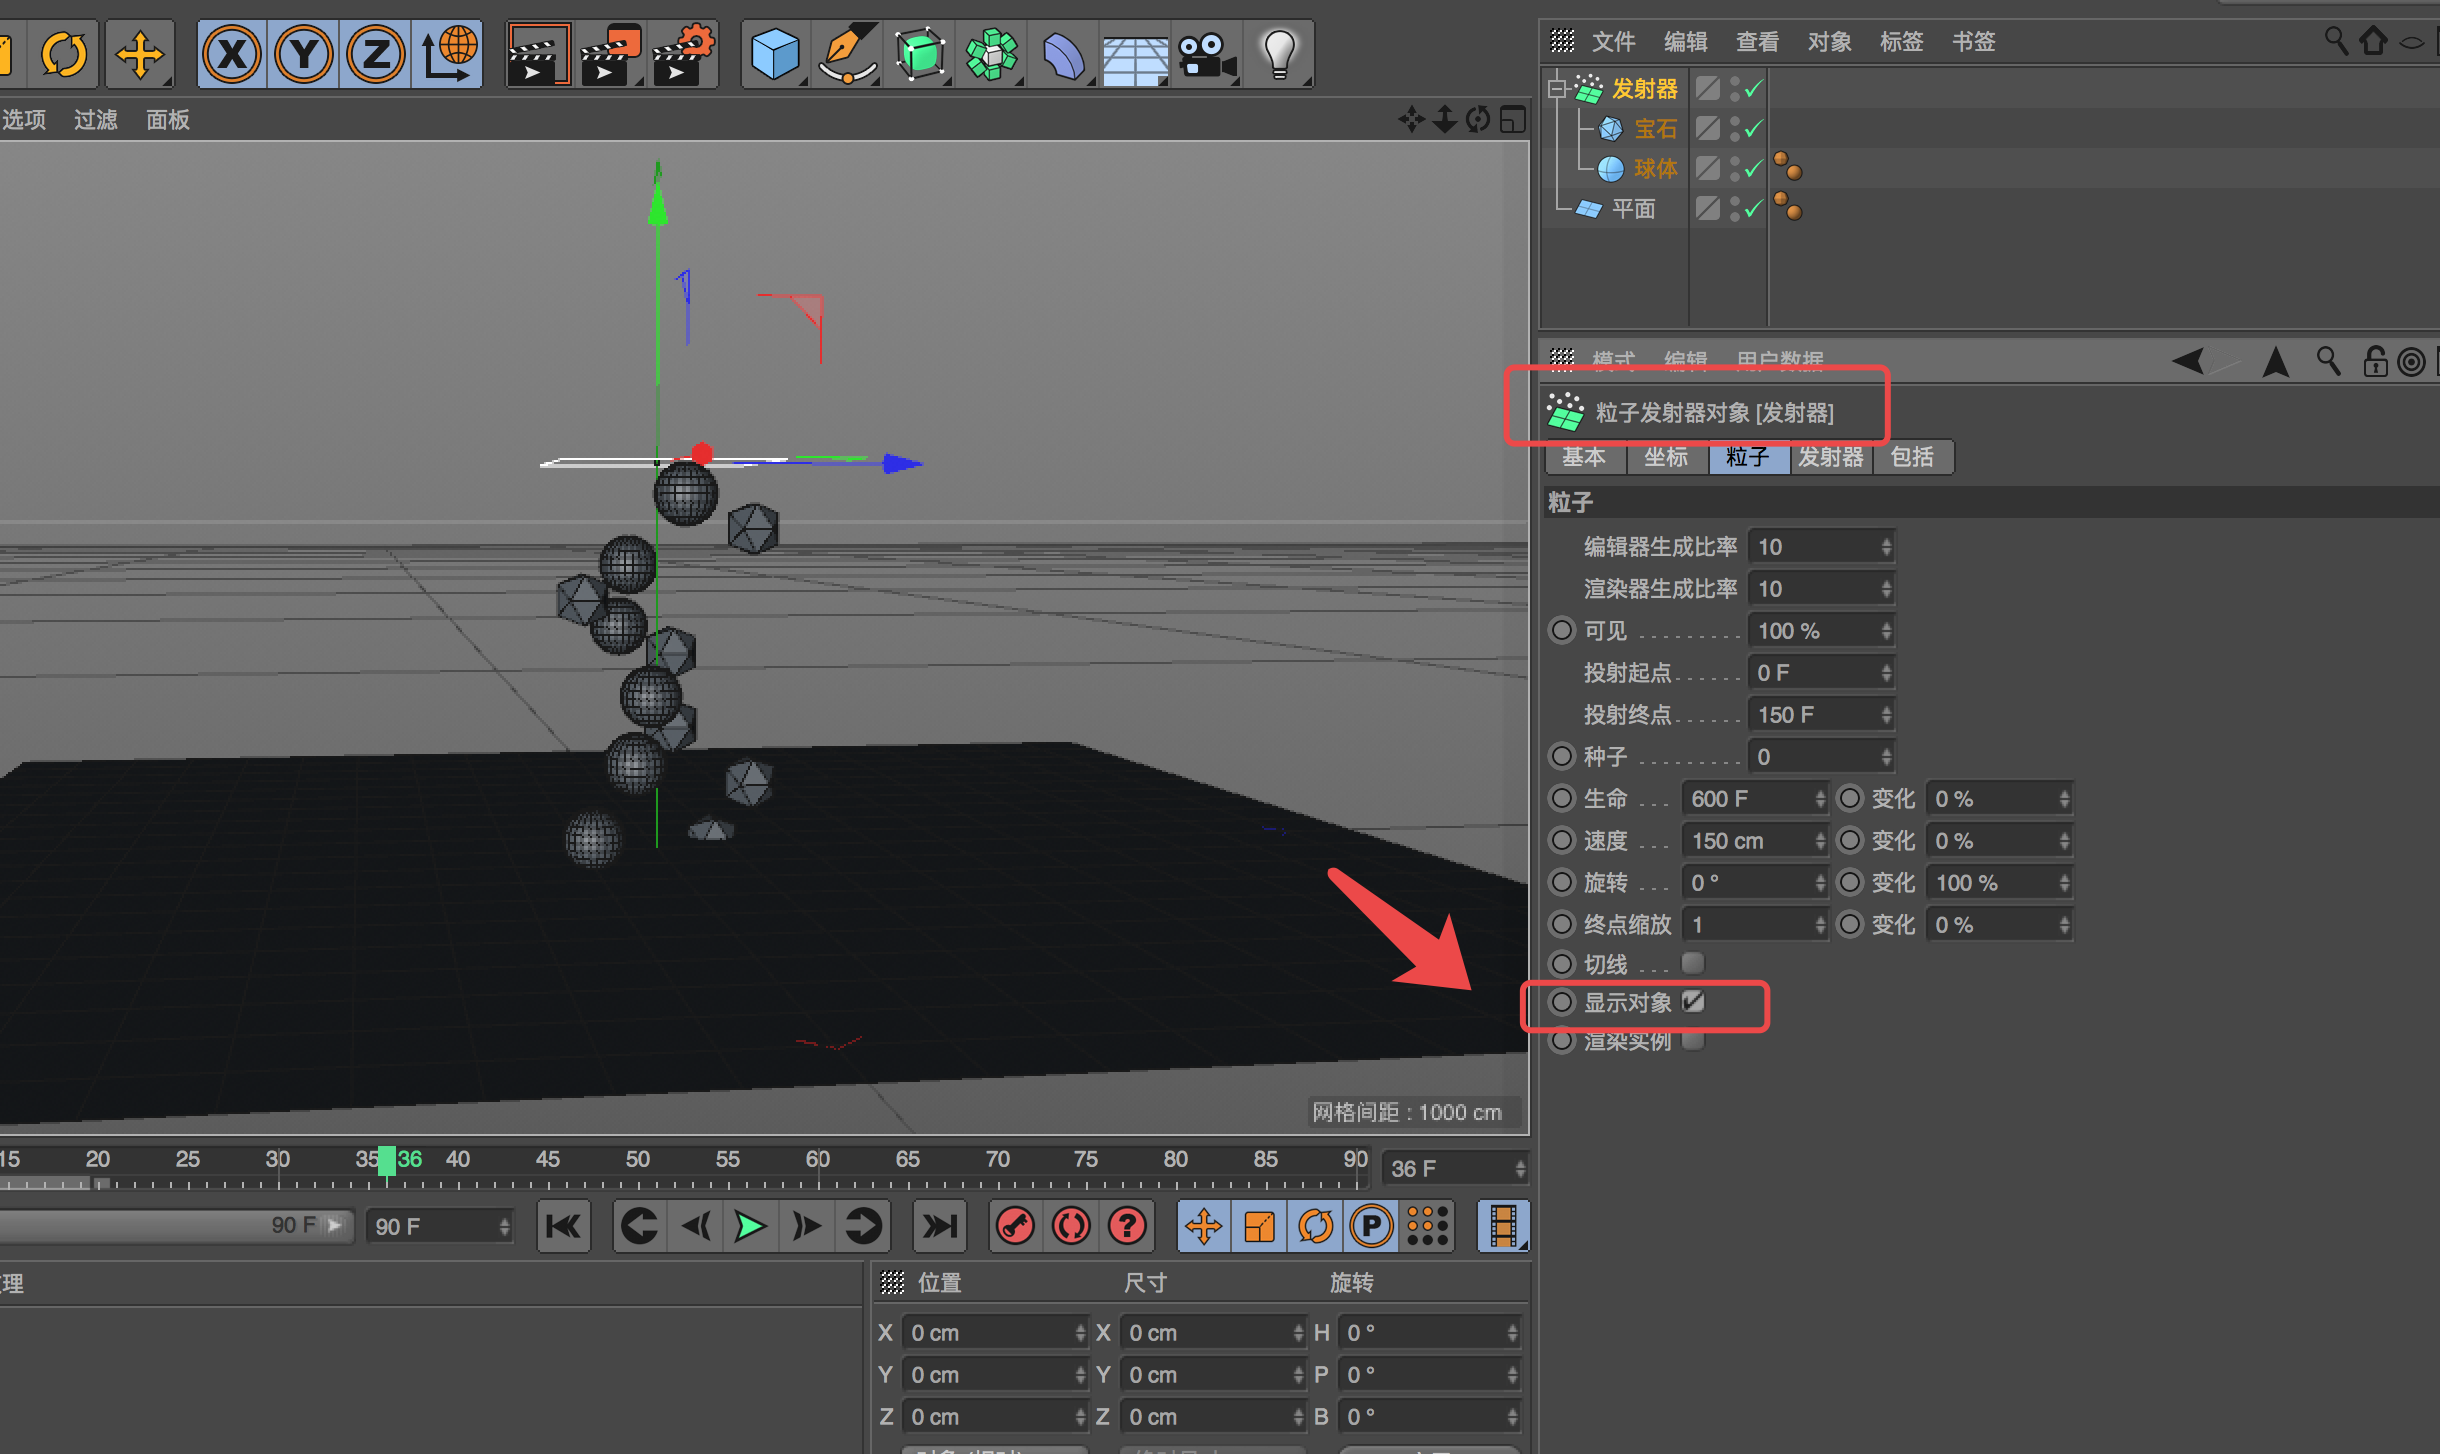 X Y Z
文件 编辑 查看 对象 标签 书签
选项 过滤 面板
发射器
宝石
球体
平面
模式 编辑 用户数据
粒子发射器对象 [发射器]
基本 坐标 粒子 发射器 包括
粒子
编辑器生成比率 10
渲染器生成比率 10
可见 100 %
投射起点 0 F
投射终点 150 F
种子 0
生命 600 F 变化 0 %
速度 150 cm 变化 0 %
旋转 0 ° 变化 100 %
终点缩放 1 变化 0 %
切线
显示对象
渲染实例
网格间距 : 1000 cm
15 20 25 30 35 36 40 45 50 55 60 65 70 75 80 85 90 36 F
90 F 90 F ? P
理 位置 尺寸 旋转
X 0 cm X 0 cm H 0 °
Y 0 cm Y 0 cm P 0 °
Z 0 cm Z 0 cm B 0 °